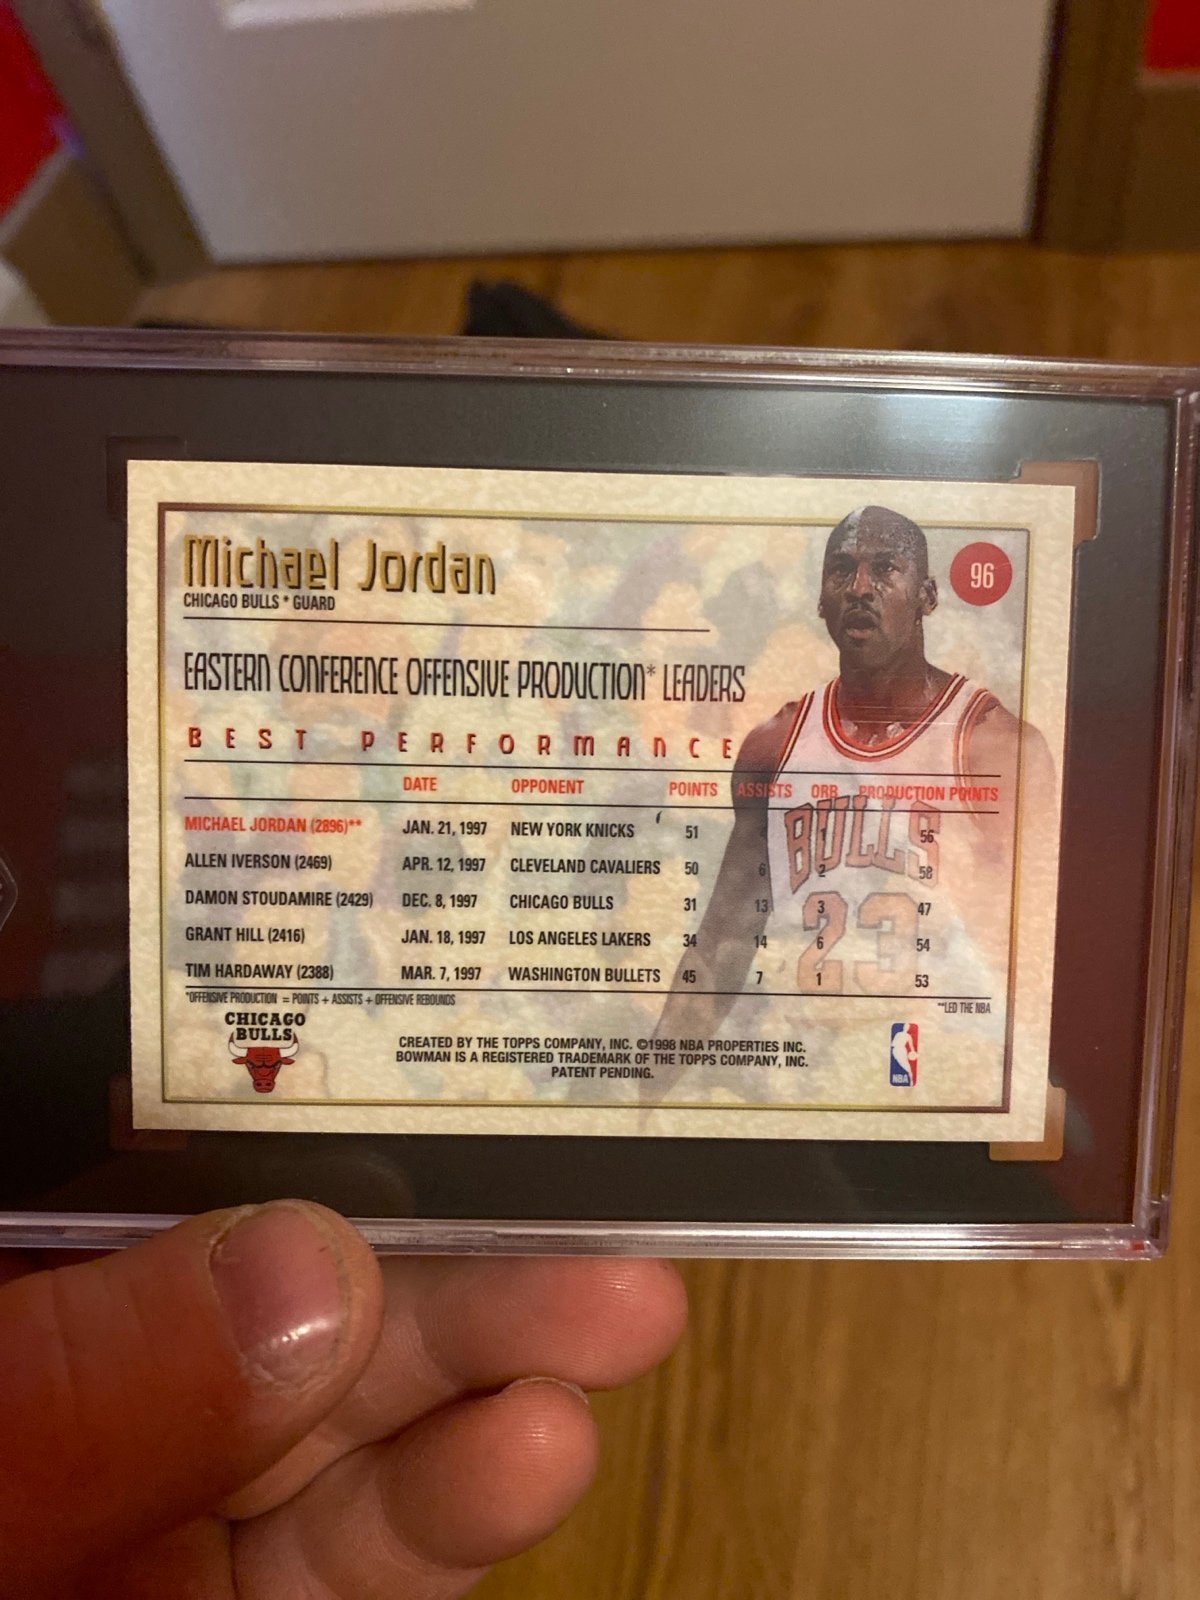 Michael Jordan
96
CHICAGO BULLS * GUARD
EASTERN CONFERENCE OFFENSIVE PRODUCTION* LEADERS
BEST PERFORMANCE
DATE OPPONENT POINTS ASSISTS ORB PRODUCTION POINTS
MICHAEL JORDAN (2896)** JAN. 21, 1997 NEW YORK KNICKS 51 1 56
ALLEN IVERSON (2469) APR. 12, 1997 CLEVELAND CAVALIERS 50 6 2 58
DAMON STOUDAMIRE (2429) DEC. 8, 1997 CHICAGO BULLS 31 13 3 47
GRANT HILL (2416) JAN. 18, 1997 LOS ANGELES LAKERS 34 14 6 54
TIM HARDAWAY (2388) MAR. 7, 1997 WASHINGTON BULLETS 45 7 1 53
BULLS
23
*OFFENSIVE PRODUCTION = POINTS + ASSISTS + OFFENSIVE REBOUNDS
**LED THE NBA
CHICAGO
BULLS
CREATED BY THE TOPPS COMPANY, INC. ©1998 NBA PROPERTIES INC.
BOWMAN IS A REGISTERED TRADEMARK OF THE TOPPS COMPANY, INC.
PATENT PENDING.
NBA